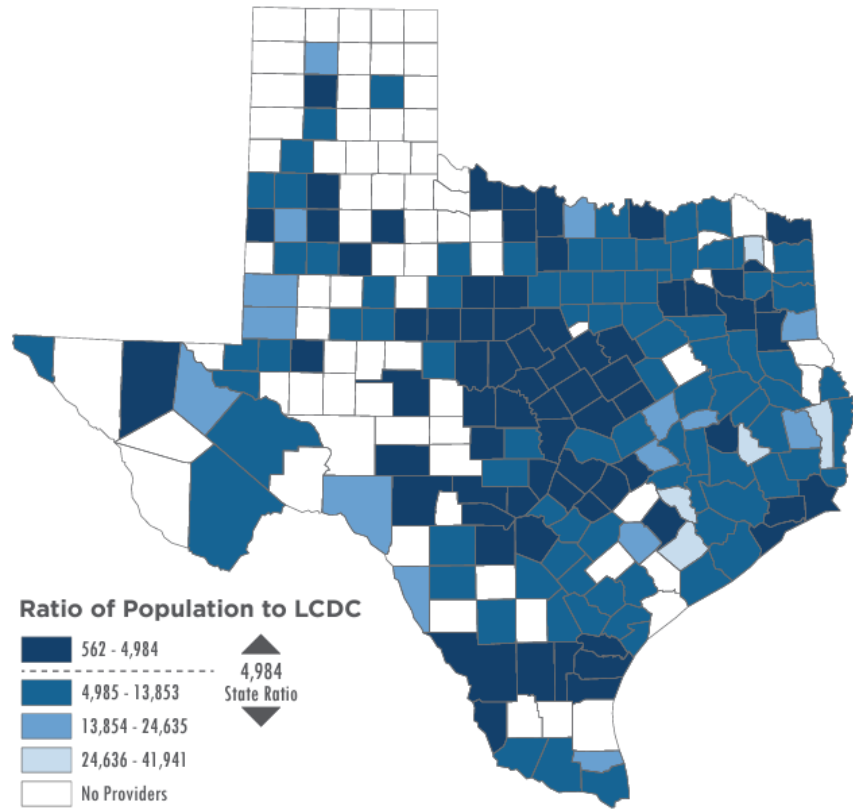 Ratio of Population to LCDC
562 - 4,984
4,984
State Ratio
4,985 - 13,853
13,854 - 24,635
24,636 - 41,941
No Providers